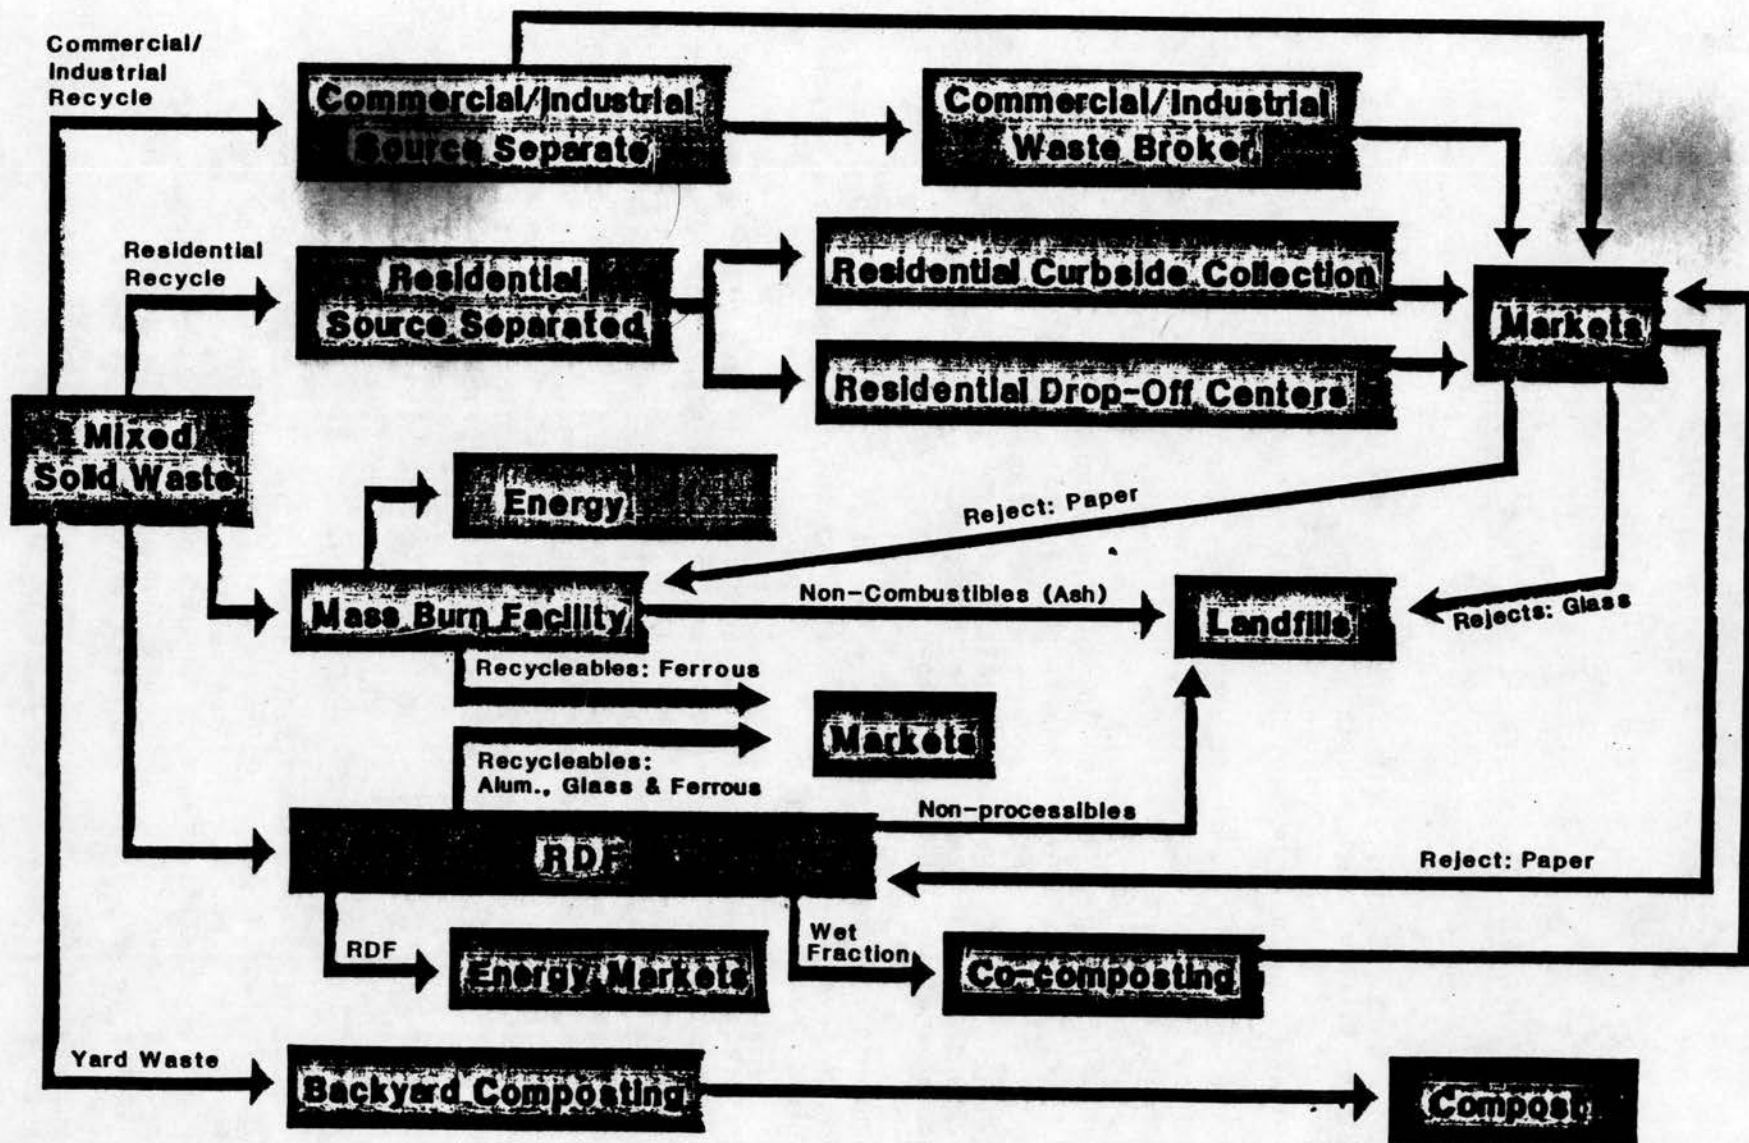 Commercial/
Industrial
Recycle
Commercial/Industrial
Source Separate
Commercial/Industrial
Waste Broker
Residential
Recycle
Residential
Source Separated
Residential Curbside Collection
Markets
Residential Drop-Off Centers
Mixed
Solid Waste
Energy
Reject: Paper
Mass Burn Facility
Non-Combustibles (Ash)
Landfills
Rejects: Glass
Recycleables: Ferrous
Markets
Recycleables:
Alum., Glass & Ferrous
Non-processibles
RDF
Reject: Paper
RDF
Energy Markets
Wet
Fraction
Co-composting
Yard Waste
Backyard Composting
Compost